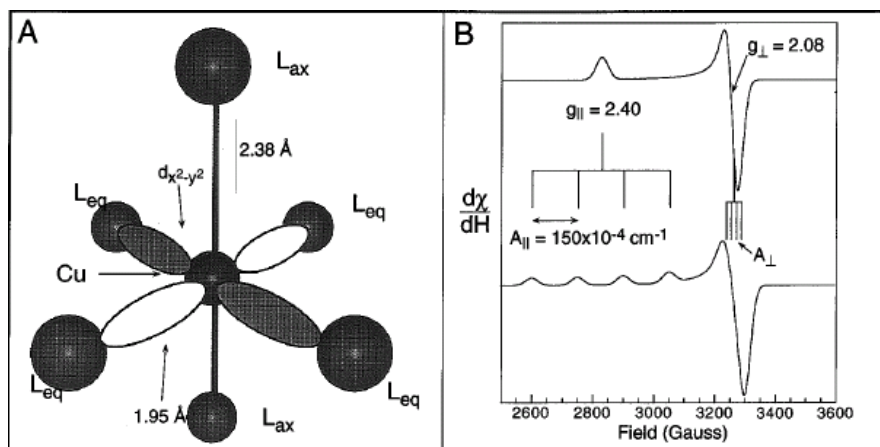 A
L_ax
2.38 Å
d_x²-y²
L_eq
L_eq
Cu
L_eq
L_eq
1.95 Å
L_ax
B
g⊥ = 2.08
g|| = 2.40
dχ
dH
A|| = 150x10⁻⁴ cm⁻¹
A⊥
2600 2800 3000 3200 3400 3600
Field (Gauss)